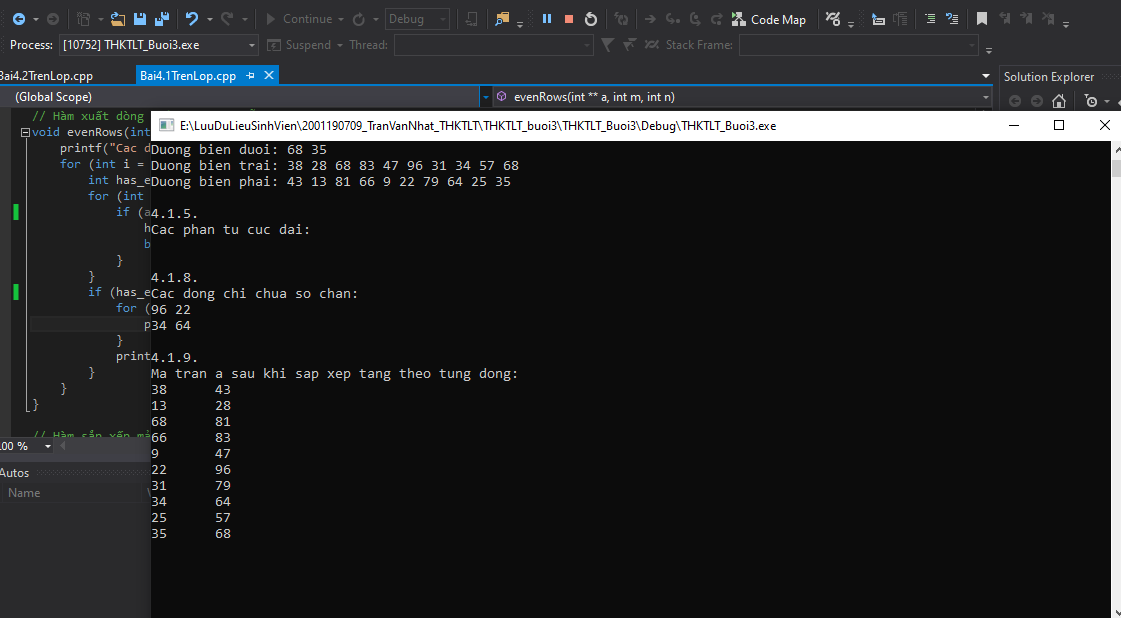 Continue
Debug
Code Map
Process: [10752] THKTLT_Buoi3.exe
Suspend
Thread:
Stack Frame:
Bai4.2TrenLop.cpp
Bai4.1TrenLop.cpp
Solution Explorer
(Global Scope)
evenRows(int ** a, int m, int n)
// Hàm xuất dòng
void evenRows(int
printf("Cac d
for (int i =
int has_e
for (int
if (a
h
b
}
}
if (has_e
for (
p
}
print
}
}
}
// Hàm sắp xếp mả
100 %
Autos
Name
E:\LuuDuLieuSinhVien\2001190709_TranVanNhat_THKTLT\THKTLT_buoi3\THKTLT_Buoi3\Debug\THKTLT_Buoi3.exe
Duong bien duoi: 68 35
Duong bien trai: 38 28 68 83 47 96 31 34 57 68
Duong bien phai: 43 13 81 66 9 22 79 64 25 35
4.1.5.
Cac phan tu cuc dai:
4.1.8.
Cac dong chi chua so chan:
96 22
34 64
4.1.9.
Ma tran a sau khi sap xep tang theo tung dong:
38 43
13 28
68 81
66 83
9 47
22 96
31 79
34 64
25 57
35 68